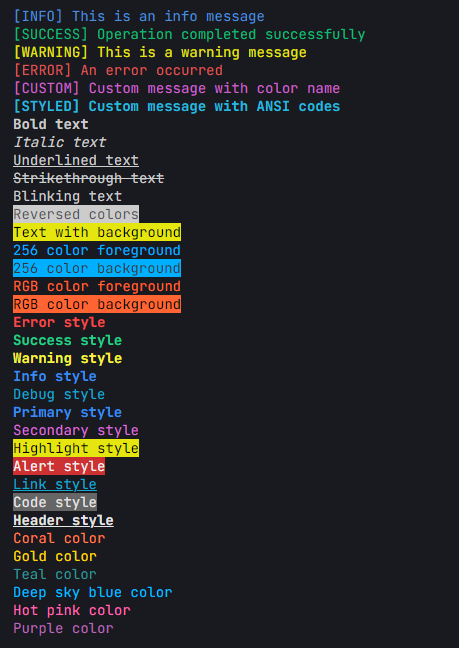 [INFO] This is an info message
[SUCCESS] Operation completed successfully
[WARNING] This is a warning message
[ERROR] An error occurred
[CUSTOM] Custom message with color name
[STYLED] Custom message with ANSI codes
Bold text
Italic text
Underlined text
Strikethrough text
Blinking text
Reversed colors
Text with background
256 color foreground
256 color background
RGB color foreground
RGB color background
Error style
Success style
Warning style
Info style
Debug style
Primary style
Secondary style
Highlight style
Alert style
Link style
Code style
Header style
Coral color
Gold color
Teal color
Deep sky blue color
Hot pink color
Purple color